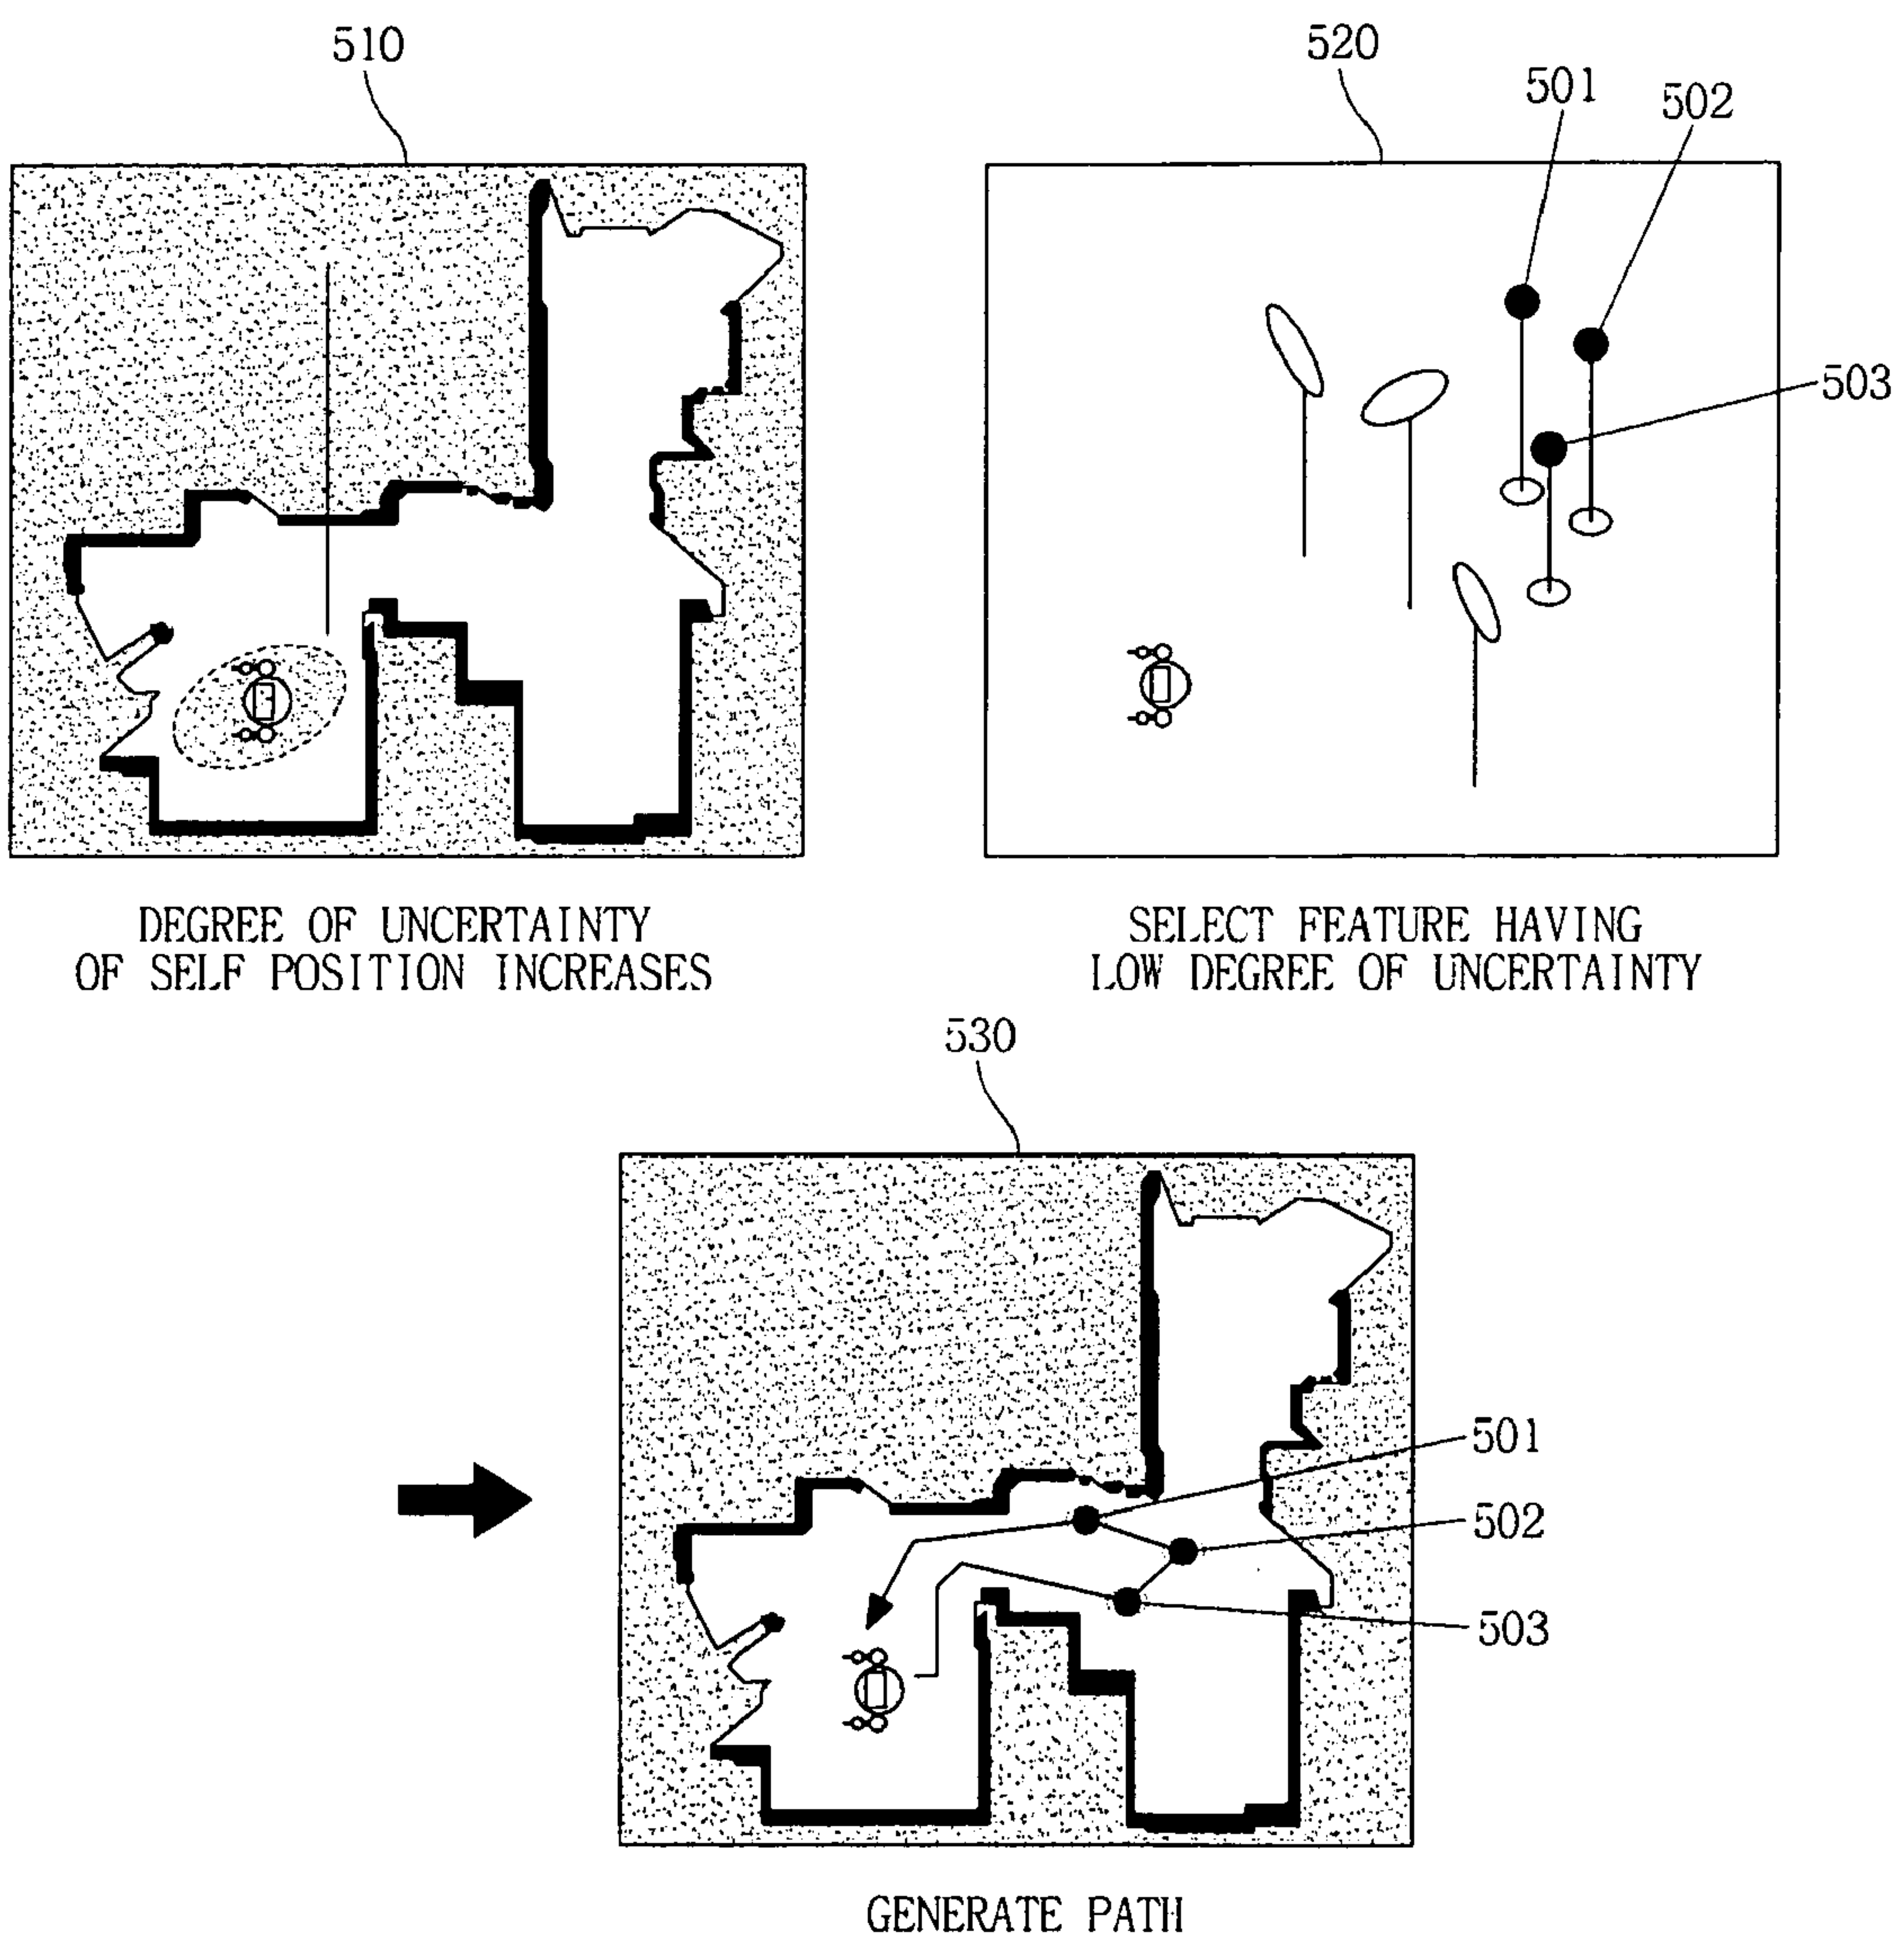 510
520
501
502
503
DEGREE OF UNCERTAINTY
OF SELF POSITION INCREASES
SELECT FEATURE HAVING
LOW DEGREE OF UNCERTAINTY
530
501
502
503
GENERATE PATH